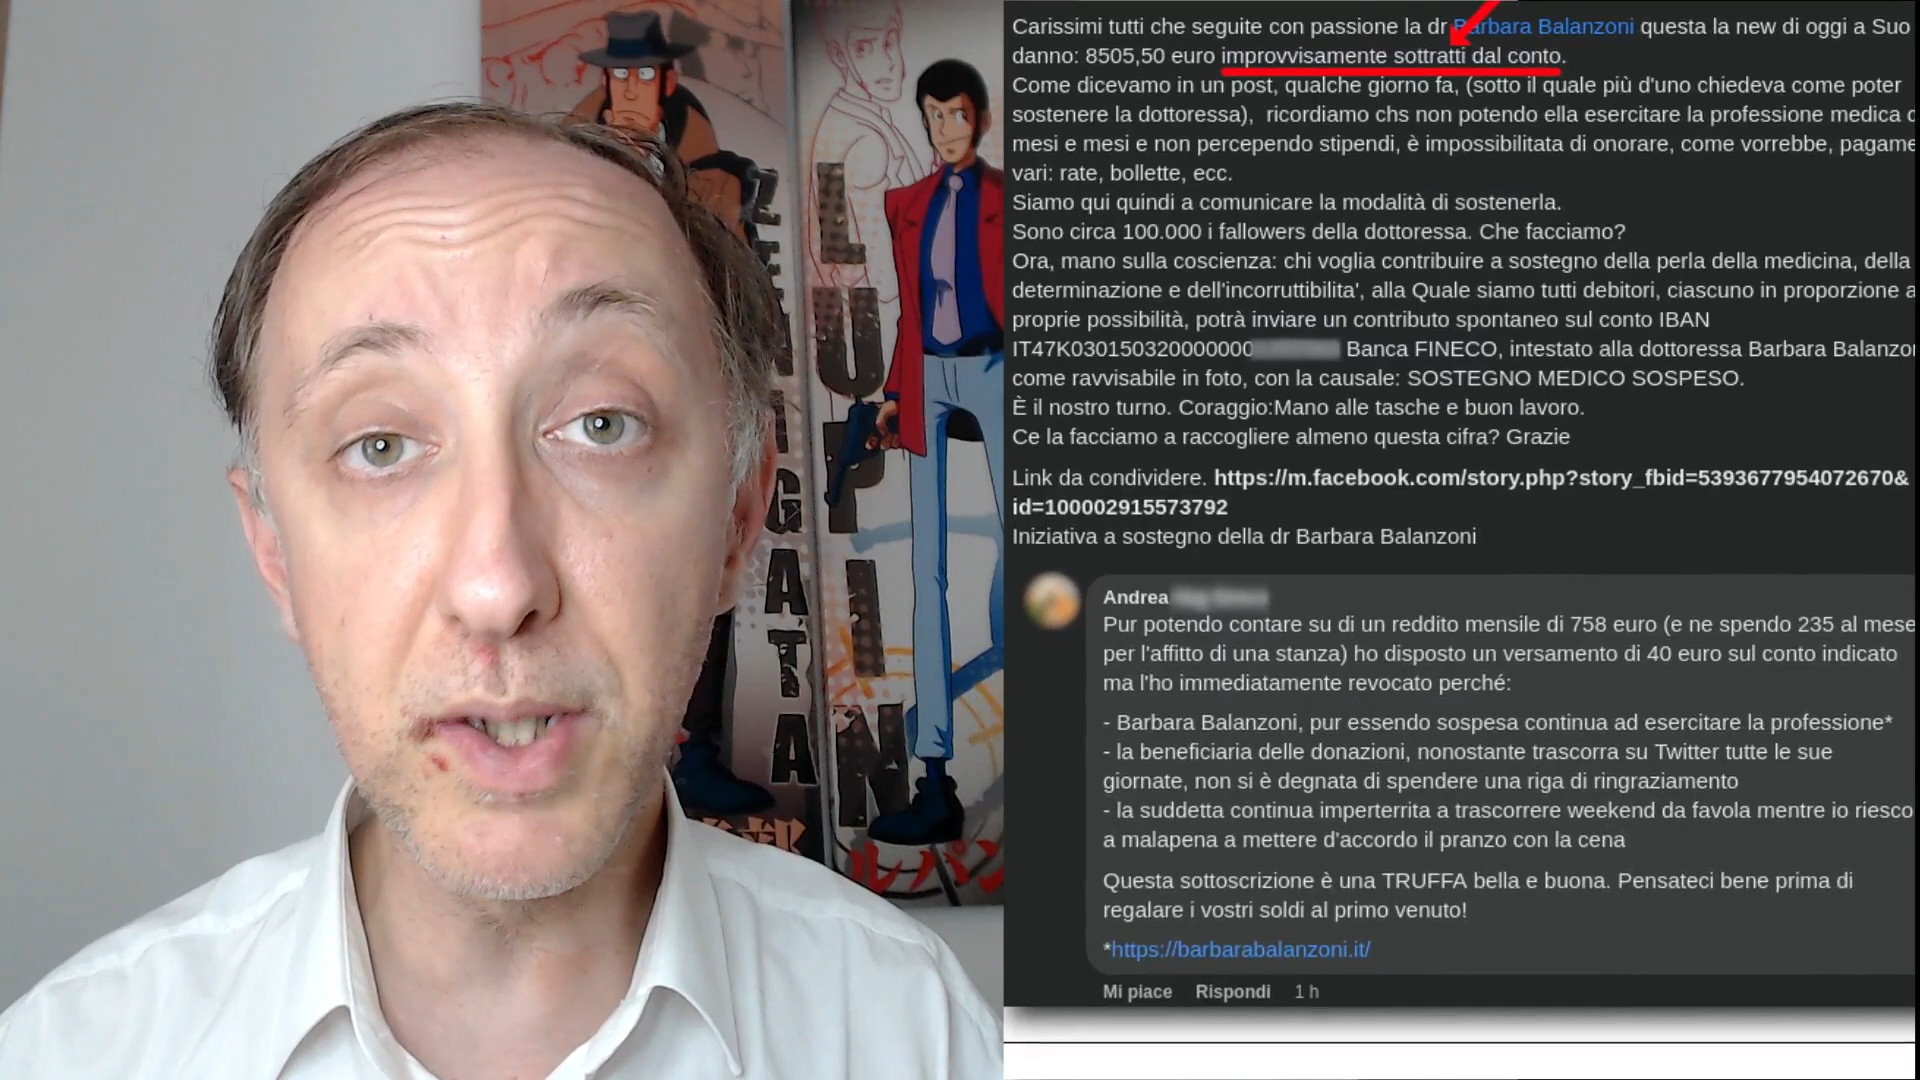 Carissimi tutti che seguite con passione la dr Barbara Balanzoni questa la new di oggi a Suo
danno: 8505,50 euro improvvisamente sottratti dal conto.
Come dicevamo in un post, qualche giorno fa, (sotto il quale più d'uno chiedeva come poter
sostenere la dottoressa), ricordiamo chs non potendo ella esercitare la professione medica
mesi e mesi e non percependo stipendi, è impossibilitata di onorare, come vorrebbe, pagame
vari: rate, bollette, ecc.
Siamo qui quindi a comunicare la modalità di sostenerla.
Sono circa 100.000 i fallowers della dottoressa. Che facciamo?
Ora, mano sulla coscienza: chi voglia contribuire a sostegno della perla della medicina, della
determinazione e dell'incorruttibilita', alla Quale siamo tutti debitori, ciascuno in proporzione a
proprie possibilità, potrà inviare un contributo spontaneo sul conto IBAN
IT47K030150320000000 Banca FINECO, intestato alla dottoressa Barbara Balanzo
come ravvisabile in foto, con la causale: SOSTEGNO MEDICO SOSPESO.
È il nostro turno. Coraggio:Mano alle tasche e buon lavoro.
Ce la facciamo a raccogliere almeno questa cifra? Grazie
Link da condividere. https://m.facebook.com/story.php?story_fbid=5393677954072670&
id=100002915573792
Iniziativa a sostegno della dr Barbara Balanzoni
Andrea
Pur potendo contare su di un reddito mensile di 758 euro (e ne spendo 235 al mese
per l'affitto di una stanza) ho disposto un versamento di 40 euro sul conto indicato
ma l'ho immediatamente revocato perché:
- Barbara Balanzoni, pur essendo sospesa continua ad esercitare la professione*
- la beneficiaria delle donazioni, nonostante trascorra su Twitter tutte le sue
giornate, non si è degnata di spendere una riga di ringraziamento
- la suddetta continua imperterrita a trascorrere weekend da favola mentre io riesco
a malapena a mettere d'accordo il pranzo con la cena
Questa sottoscrizione è una TRUFFA bella e buona. Pensateci bene prima di
regalare i vostri soldi al primo venuto!
*https://barbarabalanzoni.it/
Mi piace Rispondi 1 h
ZENIGATA
LUPIN
ルパン